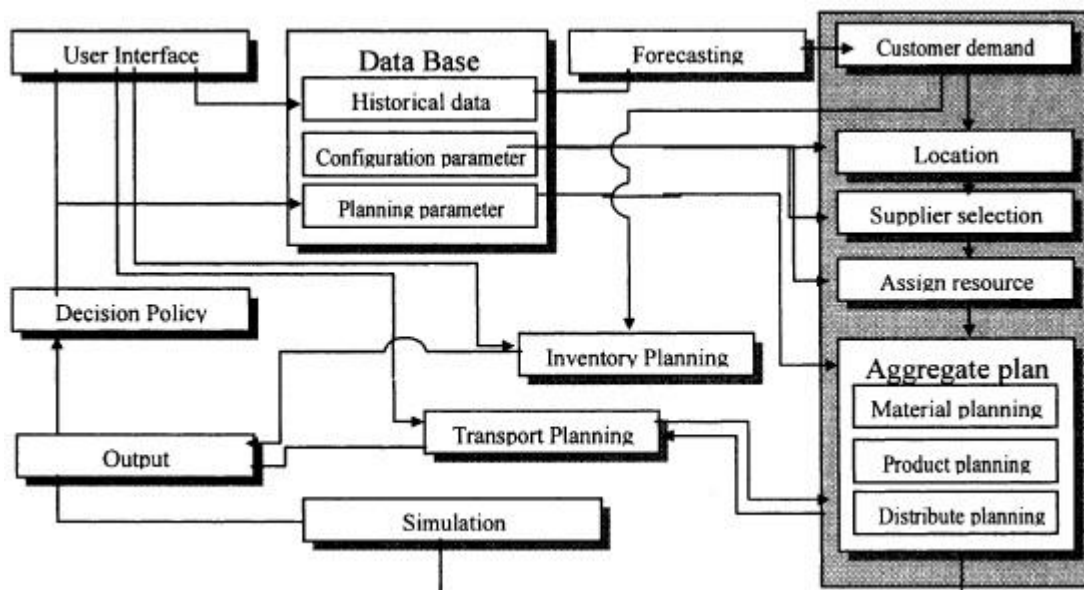 User Interface
Data Base
Historical data
Configuration parameter
Planning parameter
Forecasting
Customer demand
Location
Supplier selection
Assign resource
Decision Policy
Inventory Planning
Aggregate plan
Material planning
Product planning
Distribute planning
Transport Planning
Output
Simulation